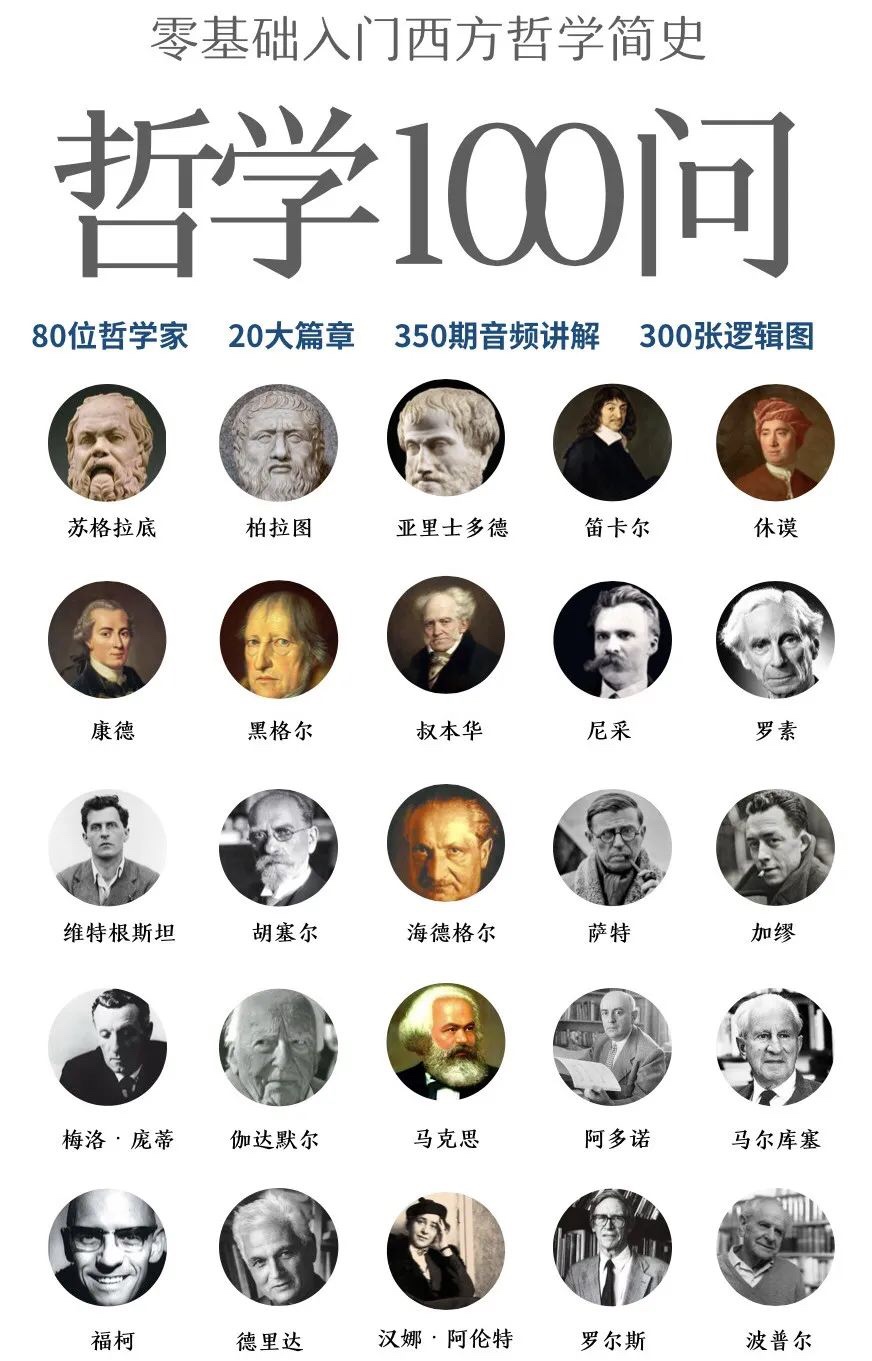 零基础入门西方哲学简史
哲学100问
80位哲学家 20大篇章 350期音频讲解 300张逻辑图
苏格拉底 柏拉图 亚里士多德 笛卡尔 休谟
康德 黑格尔 叔本华 尼采 罗素
维特根斯坦 胡塞尔 海德格尔 萨特 加缪
梅洛·庞蒂 伽达默尔 马克思 阿多诺 马尔库塞
福柯 德里达 汉娜·阿伦特 罗尔斯 波普尔